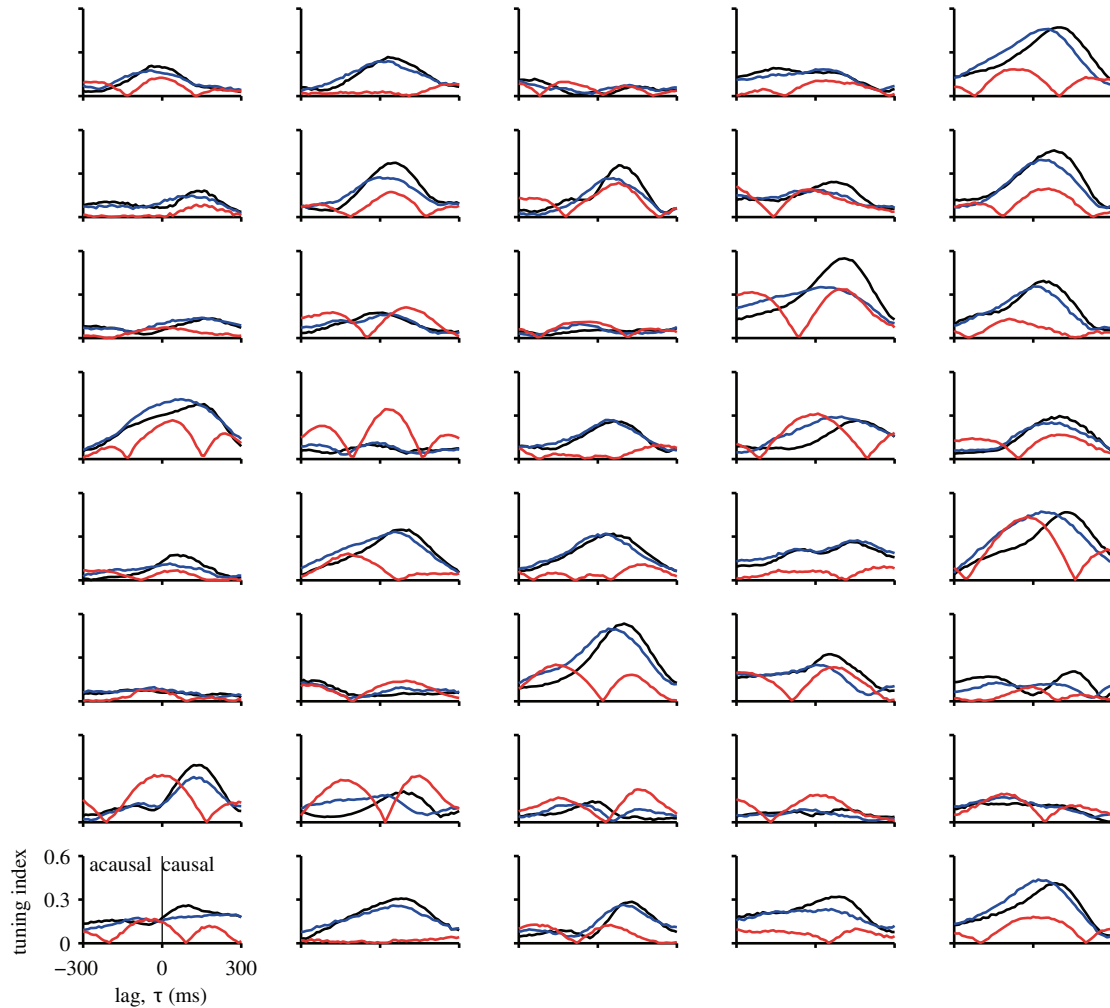 0.6
acausal causal
0.3
0
tuning index
−300 0 300
lag, τ (ms)